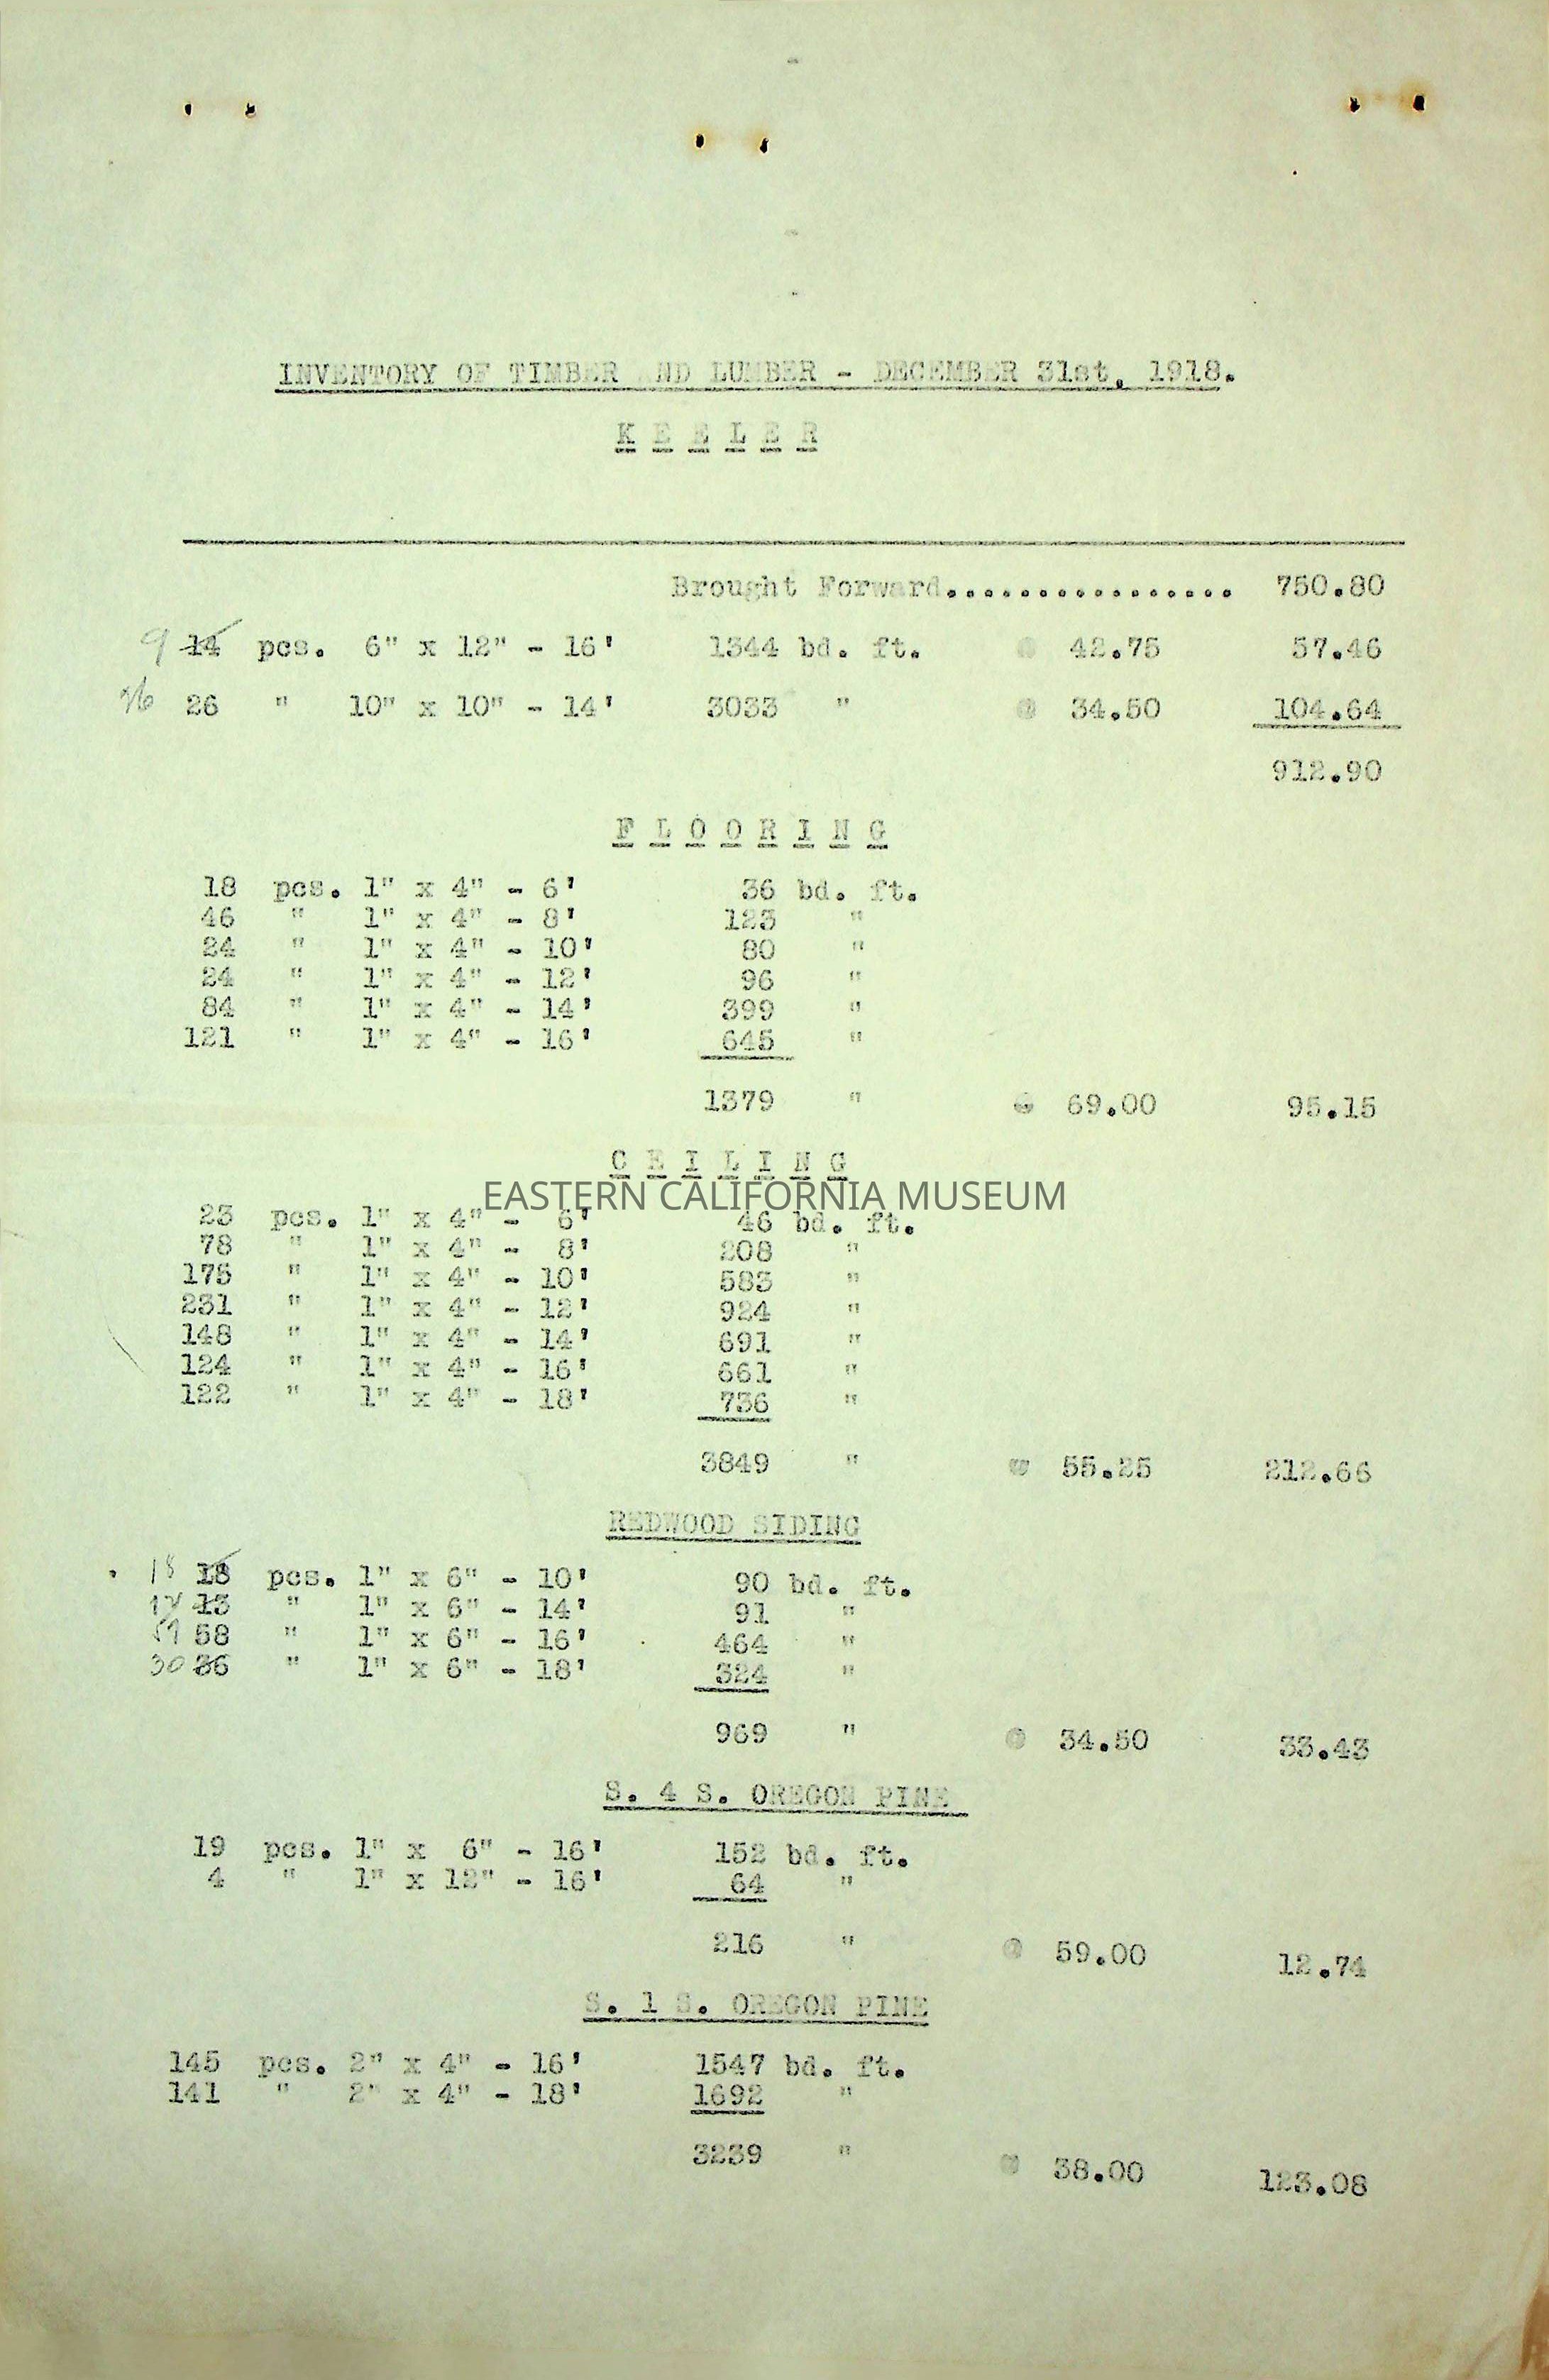 INVENTORY OF TIMBER AND LUMBER - DECEMBER 31st, 1918.
K E E L E R
Brought Forward................ 750.80
9 14 pcs. 6" x 12" - 16' 1344 bd. ft. @ 42.75 57.46
26 26 " 10" x 10" - 14' 3033 " @ 34.50 104.64
912.90
F L O O R I N G
18 pcs. 1" x 4" - 6' 36 bd. ft.
46 " 1" x 4" - 8' 123 "
24 " 1" x 4" - 10' 80 "
24 " 1" x 4" - 12' 96 "
84 " 1" x 4" - 14' 399 "
121 " 1" x 4" - 16' 645 "
1379 " @ 69.00 95.15
C E I L I N G
EASTERN CALIFORNIA MUSEUM
23 pcs. 1" x 4" - 6' 46 bd. ft.
78 " 1" x 4" - 8' 208 "
175 " 1" x 4" - 10' 583 "
231 " 1" x 4" - 12' 924 "
148 " 1" x 4" - 14' 691 "
124 " 1" x 4" - 16' 661 "
122 " 1" x 4" - 18' 736 "
3849 " @ 55.25 212.66
REDWOOD SIDING
18 18 pcs. 1" x 6" - 10' 90 bd. ft.
13 " 1" x 6" - 14' 91 "
58 " 1" x 6" - 16' 464 "
30 36 " 1" x 6" - 18' 324 "
969 " @ 34.50 33.43
S. 4 S. OREGON PINE
19 pcs. 1" x 6" - 16' 152 bd. ft.
4 " 1" x 12" - 16' 64 "
216 " @ 59.00 12.74
S. 1 S. OREGON PINE
145 pcs. 2" x 4" - 16' 1547 bd. ft.
141 " 2" x 4" - 18' 1692 "
3239 " @ 38.00 123.08